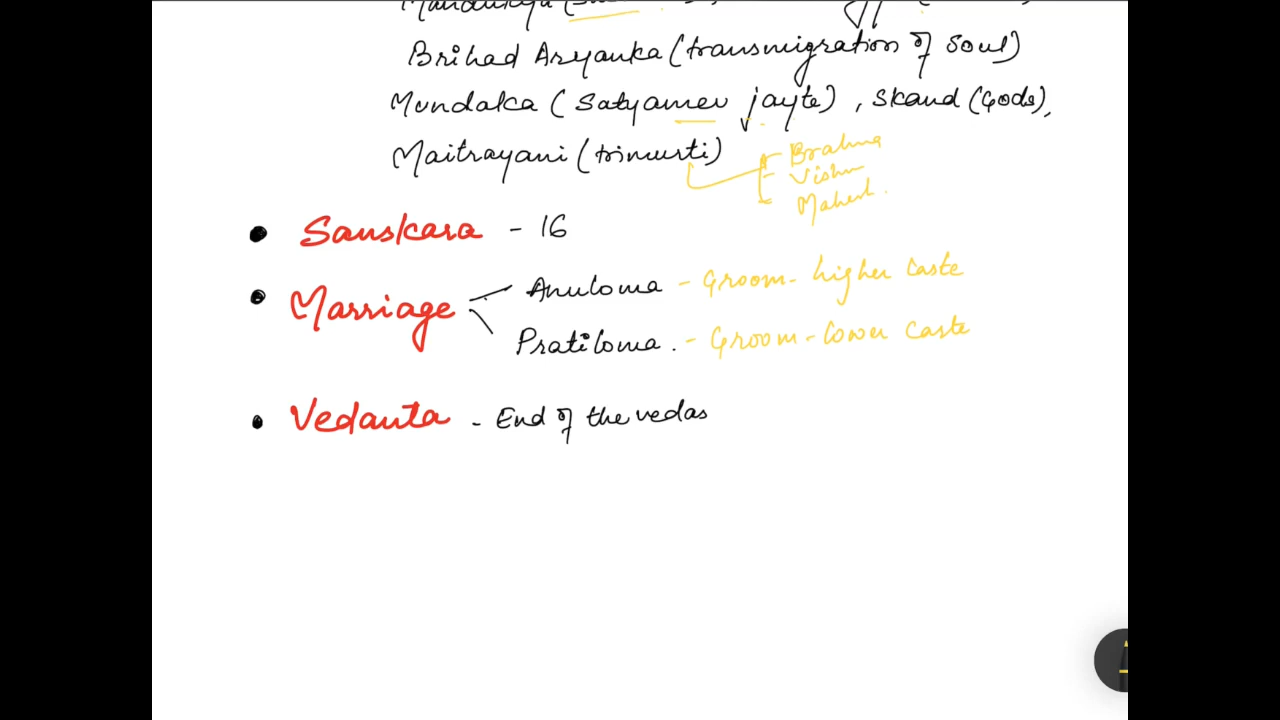 Brihad Aryanka (transmigration of Soul)
Mundaka (Satyamev jayte), Skand (Gods),
Maitrayani (trimurti)
Brahma
Vishnu
Mahesh.
• Sanskara - 16
• Marriage
Anuloma - Groom - higher Caste
Pratiloma. - Groom - lower Caste
• Vedanta - End of the vedas